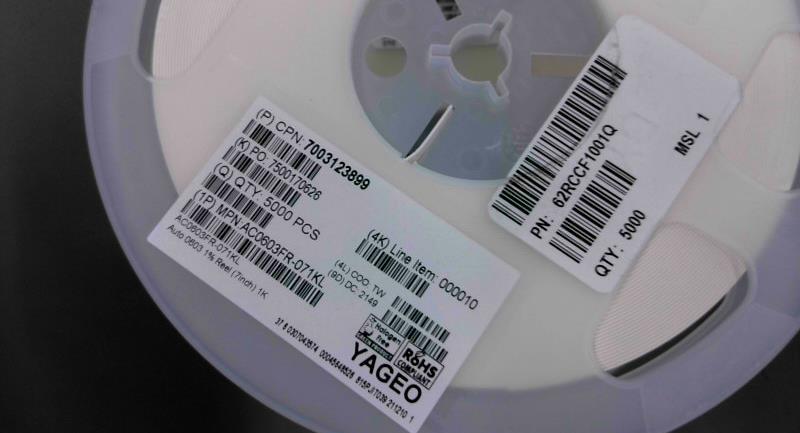 (P) CPN: 7003123899
(K) PO: 7500170626
(Q) QTY: 5000 PCS
(1P) MPN:AC0603FR-071KL
AC0603FR-071KL
Auto 0603 1% Reel (7inch) 1K
(4K) Line Item: 000010
(4L) COO: TW
(9D) DC: 2149
Halogen
free
RoHS
COMPLIANT
YAGEO
PN: 62RCCF1001Q
QTY: 5000
MSL 1